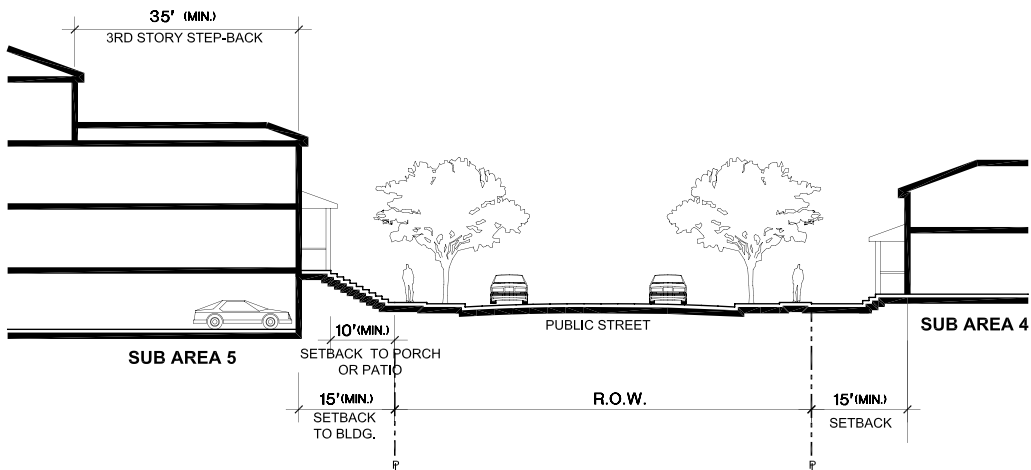 35' (MIN.)
3RD STORY STEP-BACK
PUBLIC STREET
SUB AREA 4
10'(MIN.)
SUB AREA 5
SETBACK TO PORCH
OR PATIO
15'(MIN.)
SETBACK
TO BLDG.
R.O.W.
15'(MIN.)
SETBACK